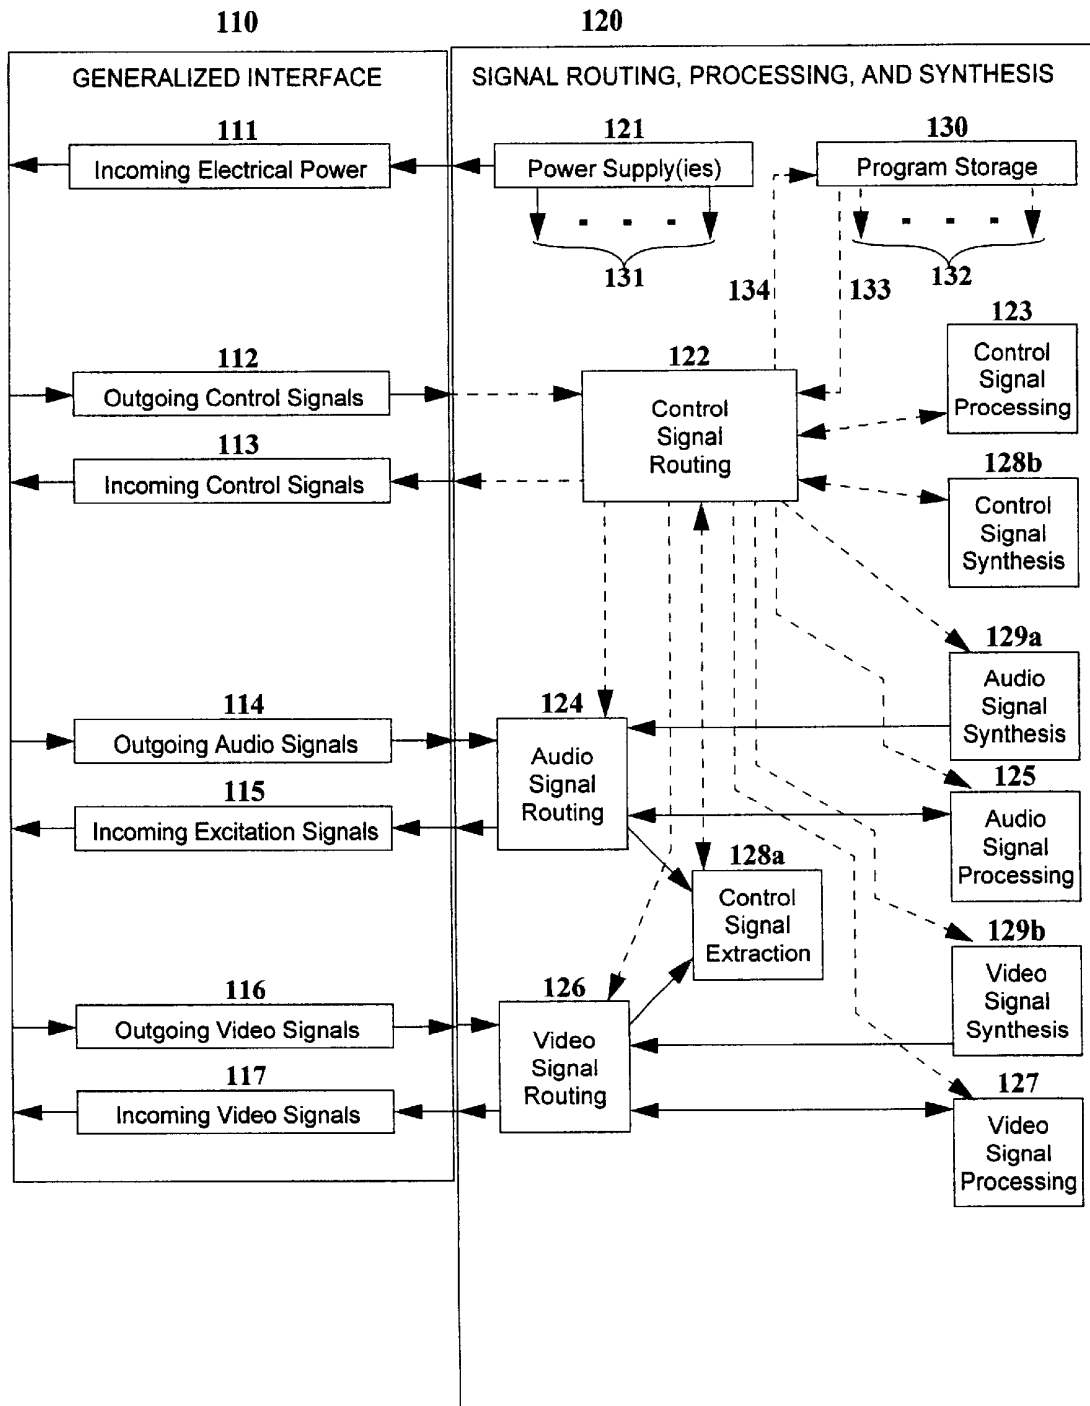 110
120
GENERALIZED INTERFACE
SIGNAL ROUTING, PROCESSING, AND SYNTHESIS
111
Incoming Electrical Power
121
Power Supply(ies)
130
Program Storage
131
132
134
133
112
Outgoing Control Signals
113
Incoming Control Signals
122
Control
Signal
Routing
123
Control
Signal
Processing
128b
Control
Signal
Synthesis
129a
Audio
Signal
Synthesis
114
Outgoing Audio Signals
115
Incoming Excitation Signals
124
Audio
Signal
Routing
125
Audio
Signal
Processing
128a
Control
Signal
Extraction
129b
Video
Signal
Synthesis
116
Outgoing Video Signals
117
Incoming Video Signals
126
Video
Signal
Routing
127
Video
Signal
Processing